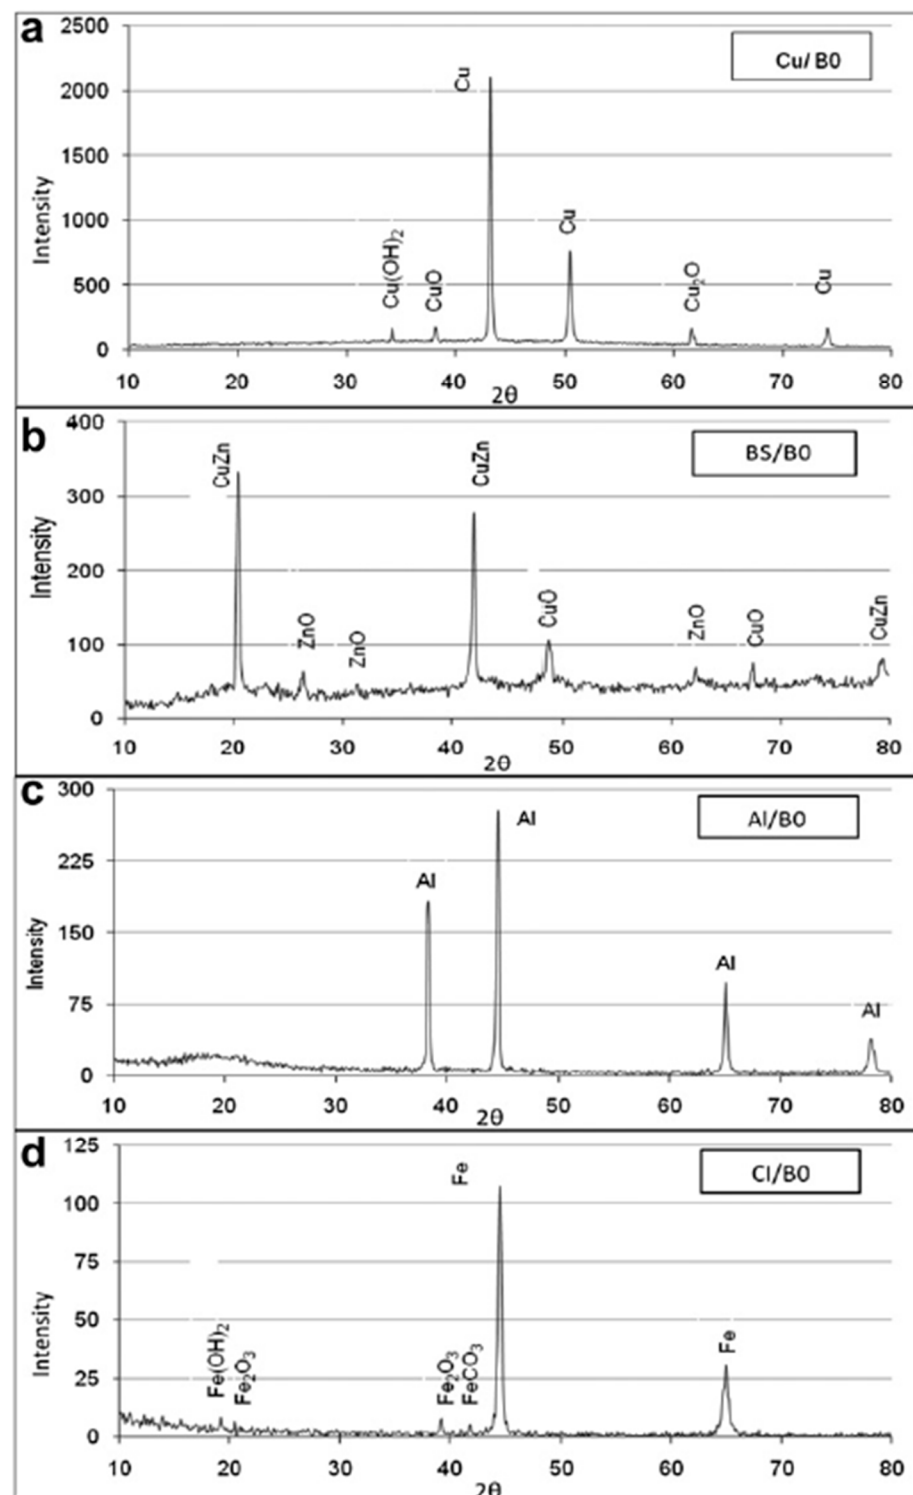 a
Cu/ B0
Intensity
2500
2000
1500
1000
500
0
Cu
Cu
Cu(OH)₂
CuO
Cu₂O
Cu
10 20 30 40 50 60 70 80
2θ
b
BS/B0
Intensity
400
300
200
100
0
CuZn
CuZn
ZnO
ZnO
CuO
ZnO
CuO
CuZn
10 20 30 40 50 60 70 80
2θ
c
Al/B0
Intensity
300
225
150
75
0
Al
Al
Al
Al
10 20 30 40 50 60 70 80
2θ
d
CI/B0
Intensity
125
100
75
50
25
0
Fe
Fe(OH)₂
Fe₂O₃
Fe₂O₃
FeCO₃
Fe
10 20 30 40 50 60 70 80
2θ